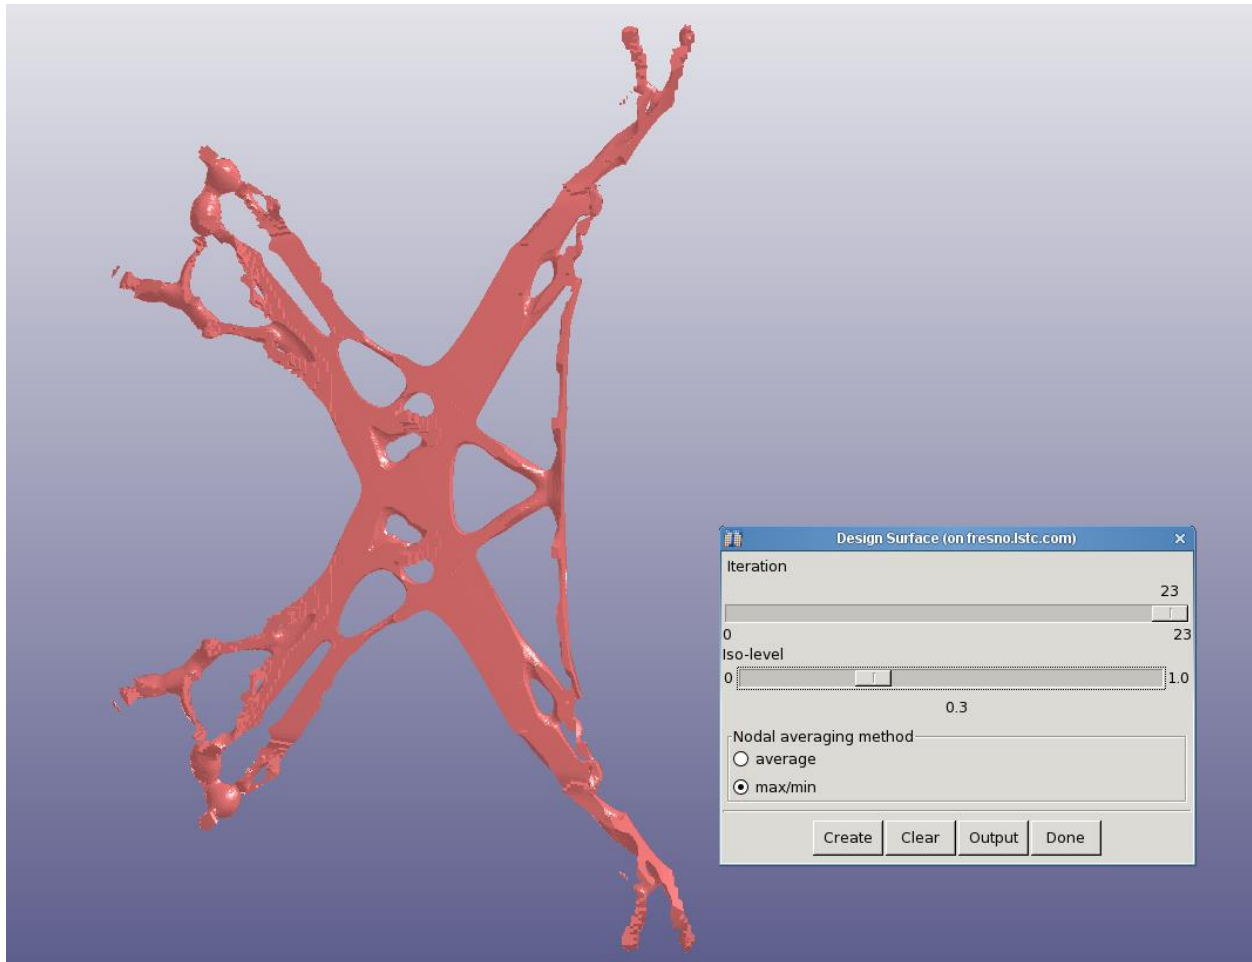 Design Surface (on fresno.lstc.com)
Iteration
23
0 23
Iso-level
0 1.0
0.3
Nodal averaging method
average
max/min
Create Clear Output Done